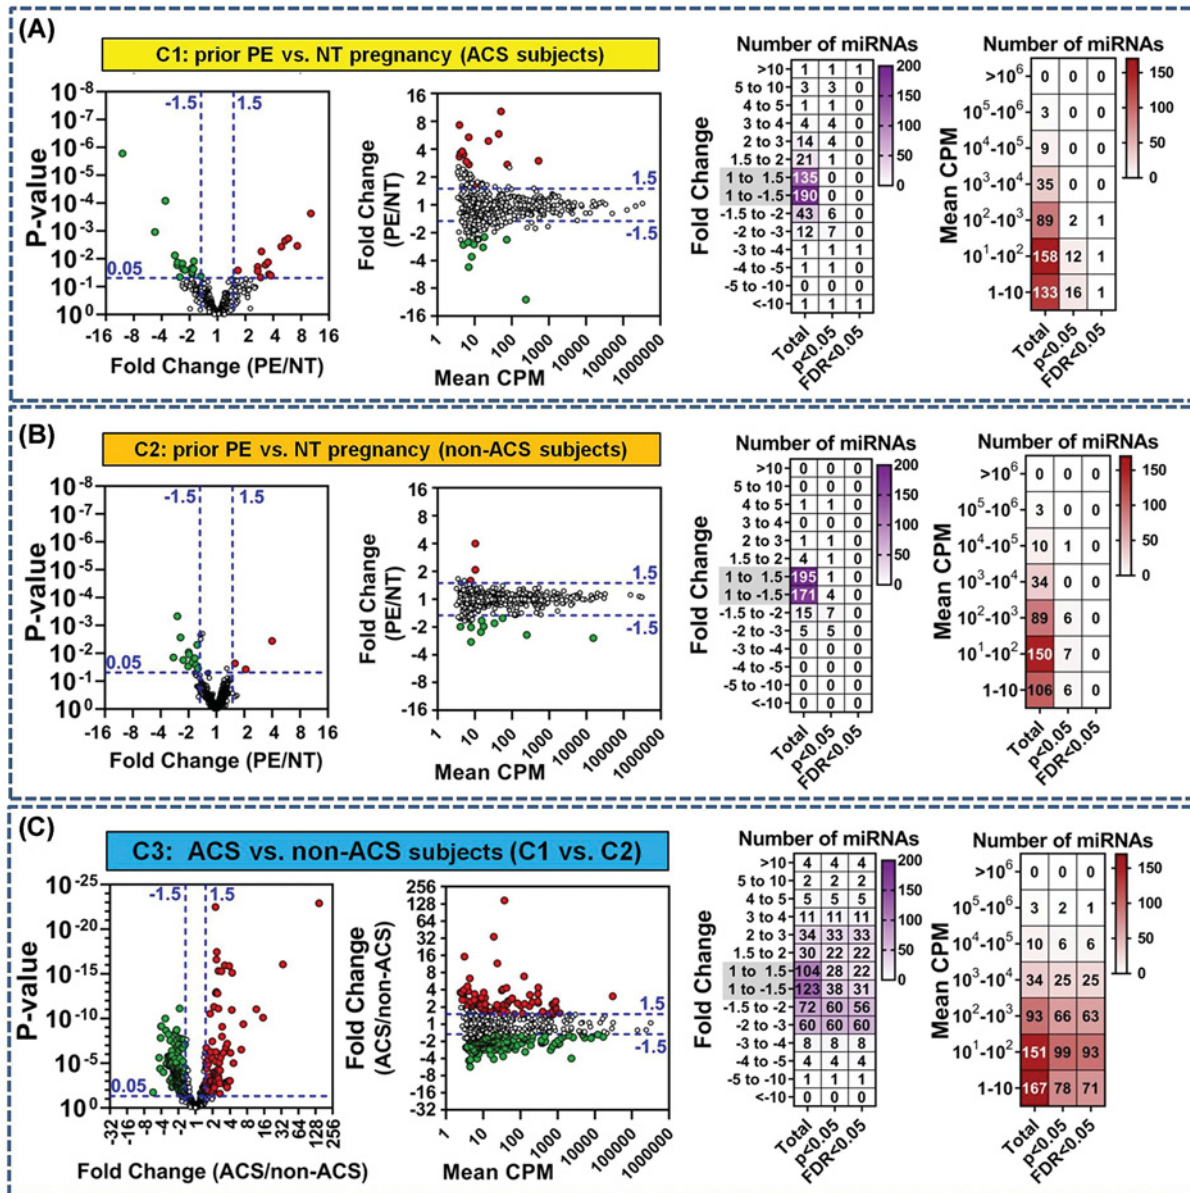 (A)
C1: prior PE vs. NT pregnancy (ACS subjects)
P-value
10⁻⁸
10⁻⁷
10⁻⁶
10⁻⁵
10⁻⁴
10⁻³
10⁻²
10⁻¹
10⁰
-1.5 1.5
0.05
-16 -8 -4 -2 1 2 4 8 16
Fold Change (PE/NT)
Fold Change
(PE/NT)
16
8
4
2
1
-2
-4
-8
-16
1.5
-1.5
1 10 100 1000 10000 100000 1000000
Mean CPM
Number of miRNAs
Fold Change
>10 1 1 1
5 to 10 3 3 0
4 to 5 1 1 0
3 to 4 4 4 0
2 to 3 14 4 0
1.5 to 2 21 1 0
1 to 1.5 135 0 0
1 to -1.5 190 0 0
-1.5 to -2 43 6 0
-2 to -3 12 7 0
-3 to -4 1 1 1
-4 to -5 1 1 0
-5 to -10 0 0 0
<-10 1 1 1
Total p<0.05 FDR<0.05
200
150
100
50
0
Number of miRNAs
Mean CPM
>10⁶ 0 0 0
10⁵-10⁶ 3 0 0
10⁴-10⁵ 9 0 0
10³-10⁴ 35 0 0
10²-10³ 89 2 1
10¹-10² 158 12 1
1-10 133 16 1
Total p<0.05 FDR<0.05
150
100
50
0
(B)
C2: prior PE vs. NT pregnancy (non-ACS subjects)
P-value
10⁻⁸
10⁻⁷
10⁻⁶
10⁻⁵
10⁻⁴
10⁻³
10⁻²
10⁻¹
10⁰
-1.5 1.5
0.05
-16 -8 -4 -2 1 2 4 8 16
Fold Change (PE/NT)
Fold Change
(PE/NT)
16
8
4
2
1
-2
-4
-8
-16
1.5
-1.5
1 10 100 1000 10000 100000 1000000
Mean CPM
Number of miRNAs
Fold Change
>10 0 0 0
5 to 10 0 0 0
4 to 5 1 1 0
3 to 4 0 0 0
2 to 3 1 1 0
1.5 to 2 4 1 0
1 to 1.5 195 1 0
1 to -1.5 171 4 0
-1.5 to -2 15 7 0
-2 to -3 5 5 0
-3 to -4 0 0 0
-4 to -5 0 0 0
-5 to -10 0 0 0
<-10 0 0 0
Total p<0.05 FDR<0.05
200
150
100
50
0
Number of miRNAs
Mean CPM
>10⁶ 0 0 0
10⁵-10⁶ 3 0 0
10⁴-10⁵ 10 1 0
10³-10⁴ 34 0 0
10²-10³ 89 6 0
10¹-10² 150 7 0
1-10 106 6 0
Total p<0.05 FDR<0.05
150
100
50
0
(C)
C3: ACS vs. non-ACS subjects (C1 vs. C2)
P-value
10⁻²⁵
10⁻²⁰
10⁻¹⁵
10⁻¹⁰
10⁻⁵
10⁰
-1.5 1.5
0.05
-32 -16 -8 -4 -2 1 2 4 8 16 32 64 128 256
Fold Change (ACS/non-ACS)
Fold Change
(ACS/non-ACS)
256
128
64
32
16
8
4
2
1
-2
-4
-8
-16
-32
1.5
-1.5
1 10 100 1000 10000 100000 1000000
Mean CPM
Number of miRNAs
Fold Change
>10 4 4 4
5 to 10 2 2 2
4 to 5 5 5 5
3 to 4 11 11 11
2 to 3 34 33 33
1.5 to 2 30 22 22
1 to 1.5 104 28 22
1 to -1.5 123 38 31
-1.5 to -2 72 60 56
-2 to -3 60 60 60
-3 to -4 8 8 8
-4 to -5 4 4 4
-5 to -10 1 1 1
<-10 0 0 0
Total p<0.05 FDR<0.05
200
150
100
50
0
Number of miRNAs
Mean CPM
>10⁶ 0 0 0
10⁵-10⁶ 3 2 1
10⁴-10⁵ 10 6 6
10³-10⁴ 34 25 25
10²-10³ 93 66 63
10¹-10² 151 99 93
1-10 167 78 71
Total p<0.05 FDR<0.05
150
100
50
0